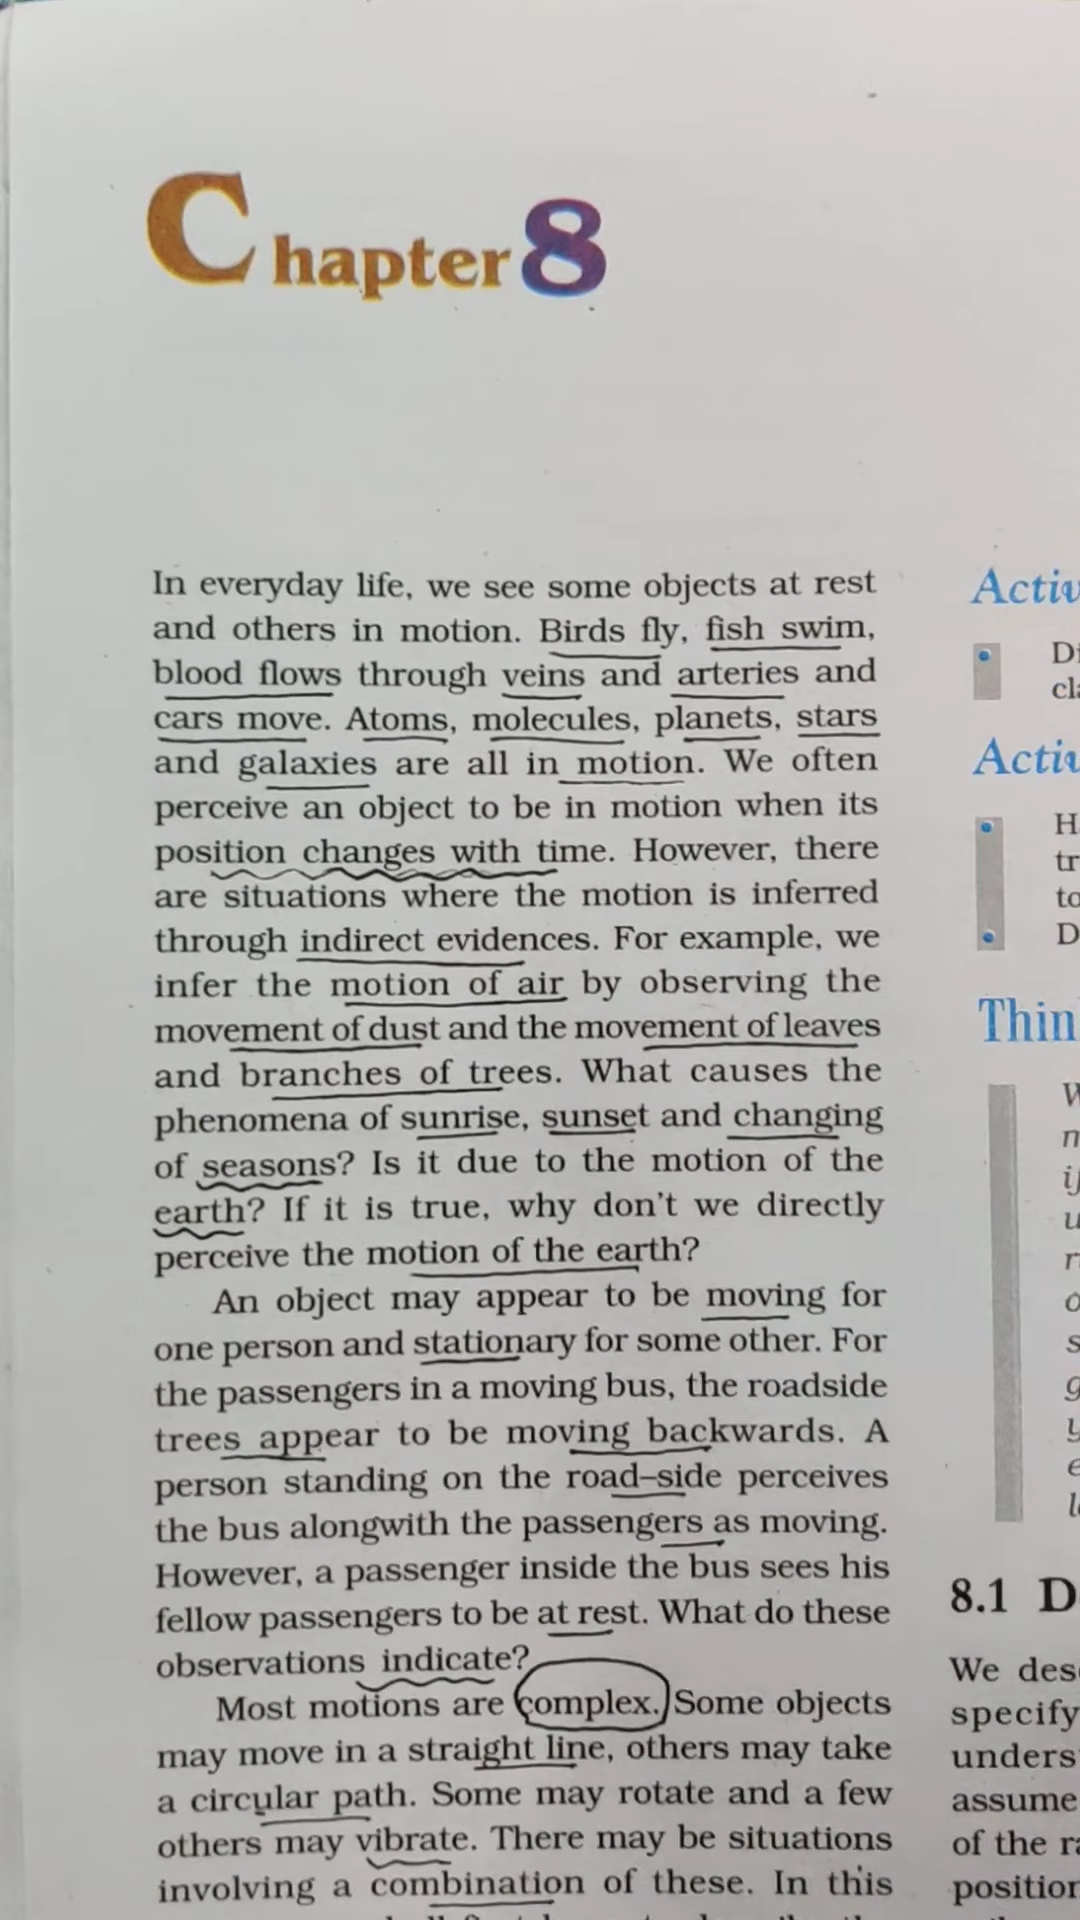 Chapter 8
In everyday life, we see some objects at rest
and others in motion. Birds fly, fish swim,
blood flows through veins and arteries and
cars move. Atoms, molecules, planets, stars
and galaxies are all in motion. We often
perceive an object to be in motion when its
position changes with time. However, there
are situations where the motion is inferred
through indirect evidences. For example, we
infer the motion of air by observing the
movement of dust and the movement of leaves
and branches of trees. What causes the
phenomena of sunrise, sunset and changing
of seasons? Is it due to the motion of the
earth? If it is true, why don't we directly
perceive the motion of the earth?
An object may appear to be moving for
one person and stationary for some other. For
the passengers in a moving bus, the roadside
trees appear to be moving backwards. A
person standing on the road–side perceives
the bus alongwith the passengers as moving.
However, a passenger inside the bus sees his
fellow passengers to be at rest. What do these
observations indicate?
Most motions are complex. Some objects
may move in a straight line, others may take
a circular path. Some may rotate and a few
others may vibrate. There may be situations
involving a combination of these. In this
8.1 D
We des
specify
unders
assume
of the
position